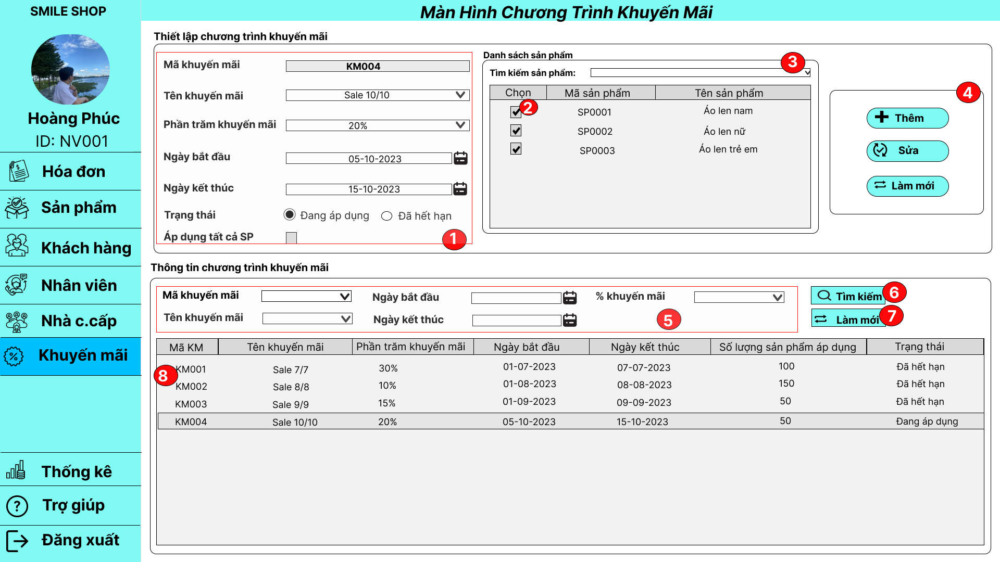 SMILE SHOP
Hoàng Phúc
ID: NV001
Hóa đơn
Sản phẩm
Khách hàng
Nhân viên
Nhà c.cấp
Khuyến mãi
Thống kê
Trợ giúp
Đăng xuất
Màn Hình Chương Trình Khuyến Mãi
Thiết lập chương trình khuyến mãi
Mã khuyến mãi KM004
Tên khuyến mãi Sale 10/10
Phần trăm khuyến mãi 20%
Ngày bắt đầu 05-10-2023
Ngày kết thúc 15-10-2023
Trạng thái Đang áp dụng Đã hết hạn
Áp dụng tất cả SP
1
Danh sách sản phẩm
Tìm kiếm sản phẩm: 3
Chọn Mã sản phẩm Tên sản phẩm
2 SP0001 Áo len nam
SP0002 Áo len nữ
SP0003 Áo len trẻ em
4
Thêm
Sửa
Làm mới
Thông tin chương trình khuyến mãi
Mã khuyến mãi Ngày bắt đầu % khuyến mãi Tìm kiếm 6
Tên khuyến mãi Ngày kết thúc 5 Làm mới 7
Mã KM Tên khuyến mãi Phần trăm khuyến mãi Ngày bắt đầu Ngày kết thúc Số lượng sản phẩm áp dụng Trạng thái
KM001 Sale 7/7 30% 01-07-2023 07-07-2023 100 Đã hết hạn
8
KM002 Sale 8/8 10% 01-08-2023 08-08-2023 150 Đã hết hạn
KM003 Sale 9/9 15% 01-09-2023 09-09-2023 50 Đã hết hạn
KM004 Sale 10/10 20% 05-10-2023 15-10-2023 50 Đang áp dụng